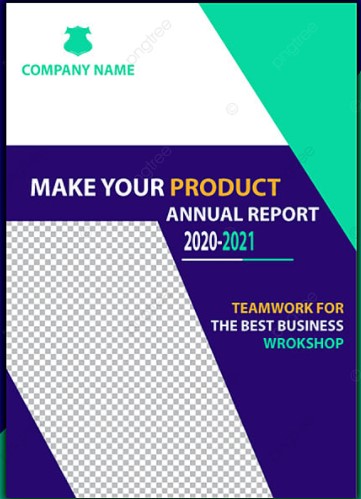 COMPANY NAME
MAKE YOUR PRODUCT
ANNUAL REPORT
2020-2021
TEAMWORK FOR
THE BEST BUSINESS
WROKSHOP